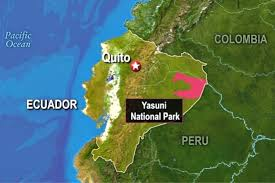 Pacific
Ocean
COLOMBIA
Quito
ECUADOR
Yasuni
National Park
PERU